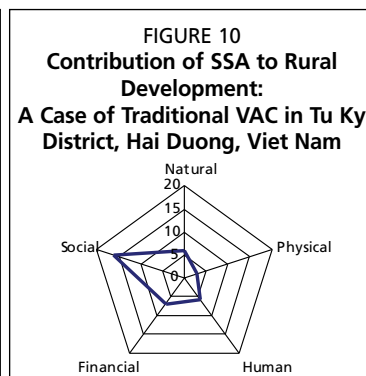 FIGURE 10
Contribution of SSA to Rural
Development:
A Case of Traditional VAC in Tu Ky
District, Hai Duong, Viet Nam
Natural
20
15
10
5
0
Social
Physical
Financial
Human